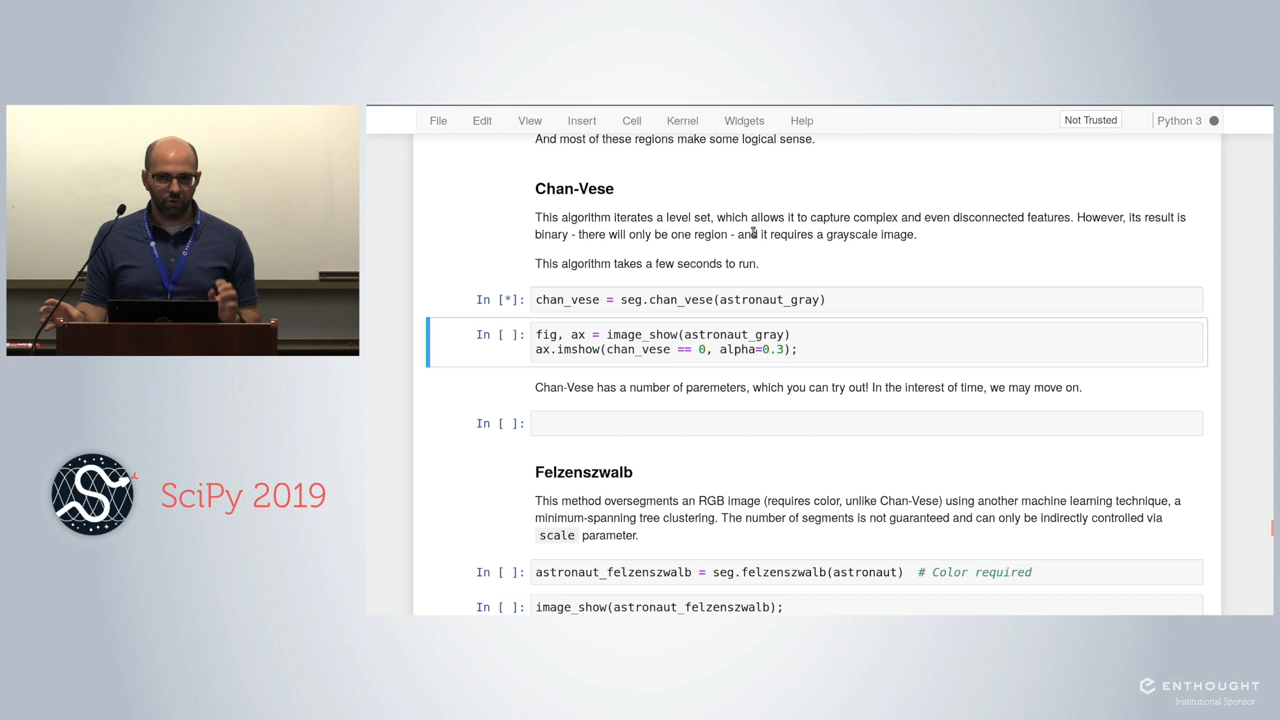 File Edit View Insert Cell Kernel Widgets Help Not Trusted Python 3
And most of these regions make some logical sense.
Chan-Vese
This algorithm iterates a level set, which allows it to capture complex and even disconnected features. However, its result is
binary - there will only be one region - and it requires a grayscale image.
This algorithm takes a few seconds to run.
In [*]: chan_vese = seg.chan_vese(astronaut_gray)
In [ ]: fig, ax = image_show(astronaut_gray)
ax.imshow(chan_vese == 0, alpha=0.3);
Chan-Vese has a number of paremeters, which you can try out! In the interest of time, we may move on.
In [ ]:
Felzenszwalb
This method oversegments an RGB image (requires color, unlike Chan-Vese) using another machine learning technique, a
minimum-spanning tree clustering. The number of segments is not guaranteed and can only be indirectly controlled via
scale parameter.
In [ ]: astronaut_felzenszwalb = seg.felzenszwalb(astronaut) # Color required
In [ ]: image_show(astronaut_felzenszwalb);
SciPy 2019
ENTHOUGHT
Institutional Sponsor